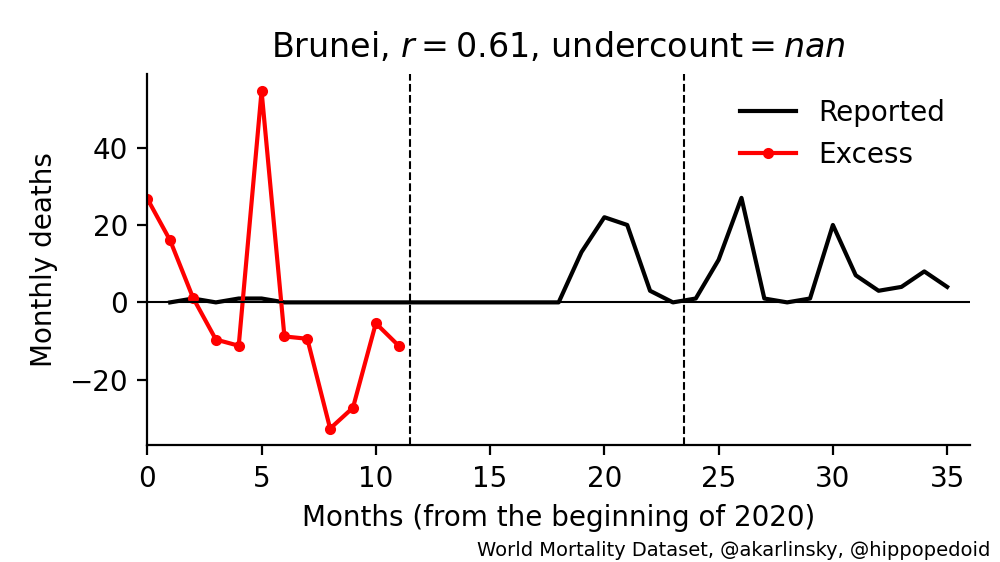 Brunei, r = 0.61, undercount = nan
Reported
Excess
Monthly deaths
40
20
0
−20
0 5 10 15 20 25 30 35
Months (from the beginning of 2020)
World Mortality Dataset, @akarlinsky, @hippopedoid